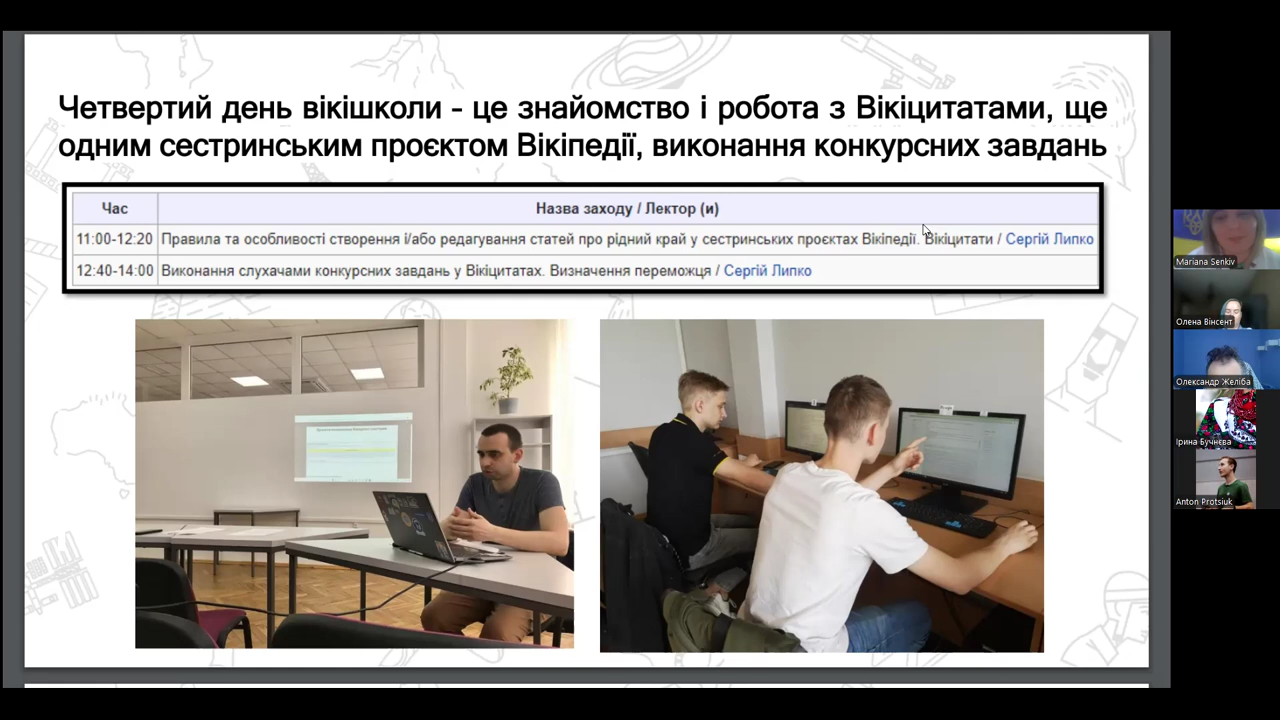 Четвертий день вікішколи - це знайомство і робота з Вікіцитатами, ще
одним сестринським проєктом Вікіпедії, виконання конкурсних завдань
Час
Назва заходу / Лектор (и)
11:00-12:20
Правила та особливості створення і/або редагування статей про рідний край у сестринських проєктах Вікіпедії. Вікіцитати / Сергій Липко
12:40-14:00
Виконання слухачами конкурсних завдань у Вікіцитатах. Визначення переможця / Сергій Липко
Mariana Senkiv
Олена Вінсент
Олександр Желіба
Ірина Бучнєва
Anton Protsiuk